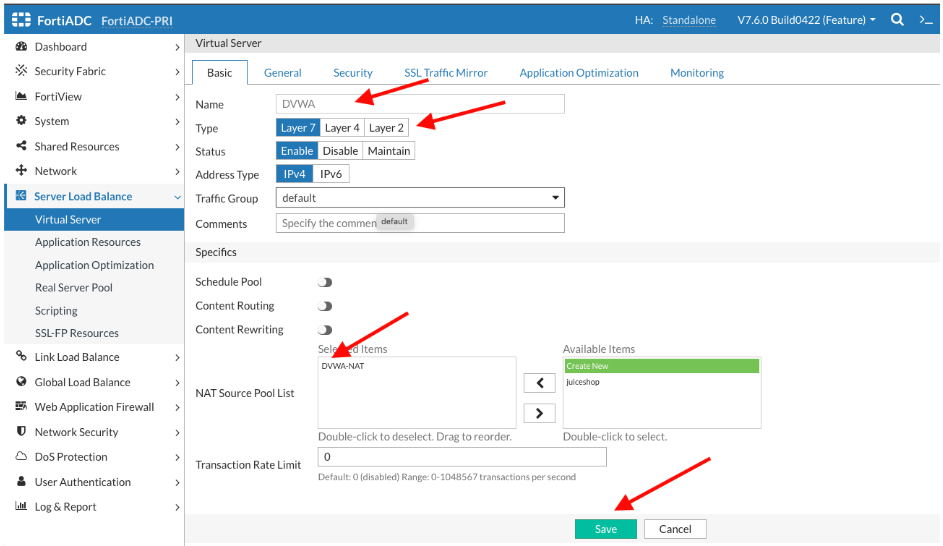 FortiADC FortiADC-PRI HA: Standalone V7.6.0 Build0422 (Feature) >_
Dashboard
Security Fabric
FortiView
System
Shared Resources
Network
Server Load Balance
Virtual Server
Application Resources
Application Optimization
Real Server Pool
Scripting
SSL-FP Resources
Link Load Balance
Global Load Balance
Web Application Firewall
Network Security
DoS Protection
User Authentication
Log & Report
Virtual Server
Basic General Security SSL Traffic Mirror Application Optimization Monitoring
Name DVWA
Type Layer 7 Layer 4 Layer 2
Status Enable Disable Maintain
Address Type IPv4 IPv6
Traffic Group default
Comments Specify the commen default
Specifics
Schedule Pool
Content Routing
Content Rewriting
Selected Items Available Items
DVWA-NAT Create New
juiceshop
NAT Source Pool List
Double-click to deselect. Drag to reorder. Double-click to select.
Transaction Rate Limit 0
Default: 0 (disabled) Range: 0-1048567 transactions per second
Save Cancel